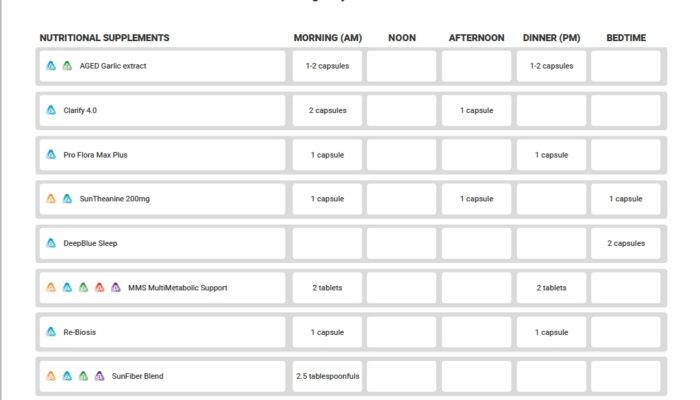 NUTRITIONAL SUPPLEMENTS MORNING (AM) NOON AFTERNOON DINNER (PM) BEDTIME
AGED Garlic extract 1-2 capsules 1-2 capsules
Clarify 4.0 2 capsules 1 capsule
Pro Flora Max Plus 1 capsule 1 capsule
SunTheanine 200mg 1 capsule 1 capsule 1 capsule
DeepBlue Sleep 2 capsules
MMS MultiMetabolic Support 2 tablets 2 tablets
Re-Biosis 1 capsule 1 capsule
SunFiber Blend 2.5 tablespoonfuls